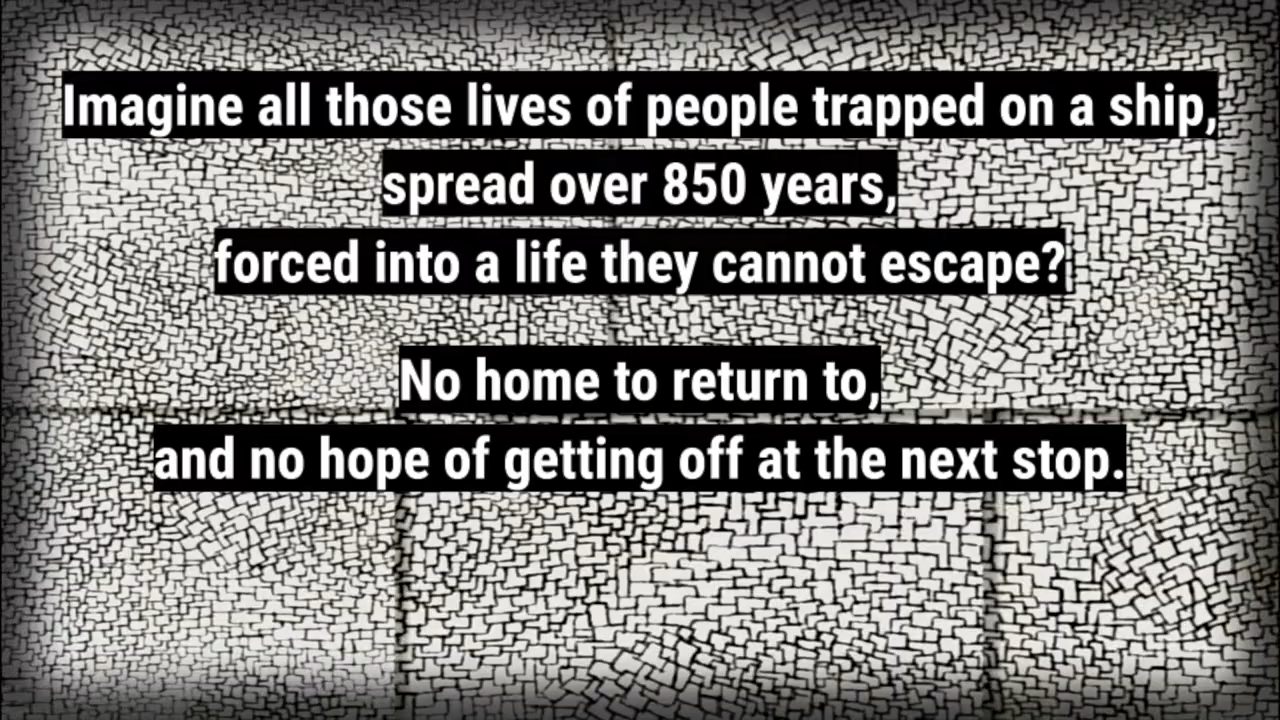 Imagine all those lives of people trapped on a ship,
spread over 850 years,
forced into a life they cannot escape?
No home to return to,
and no hope of getting off at the next stop.